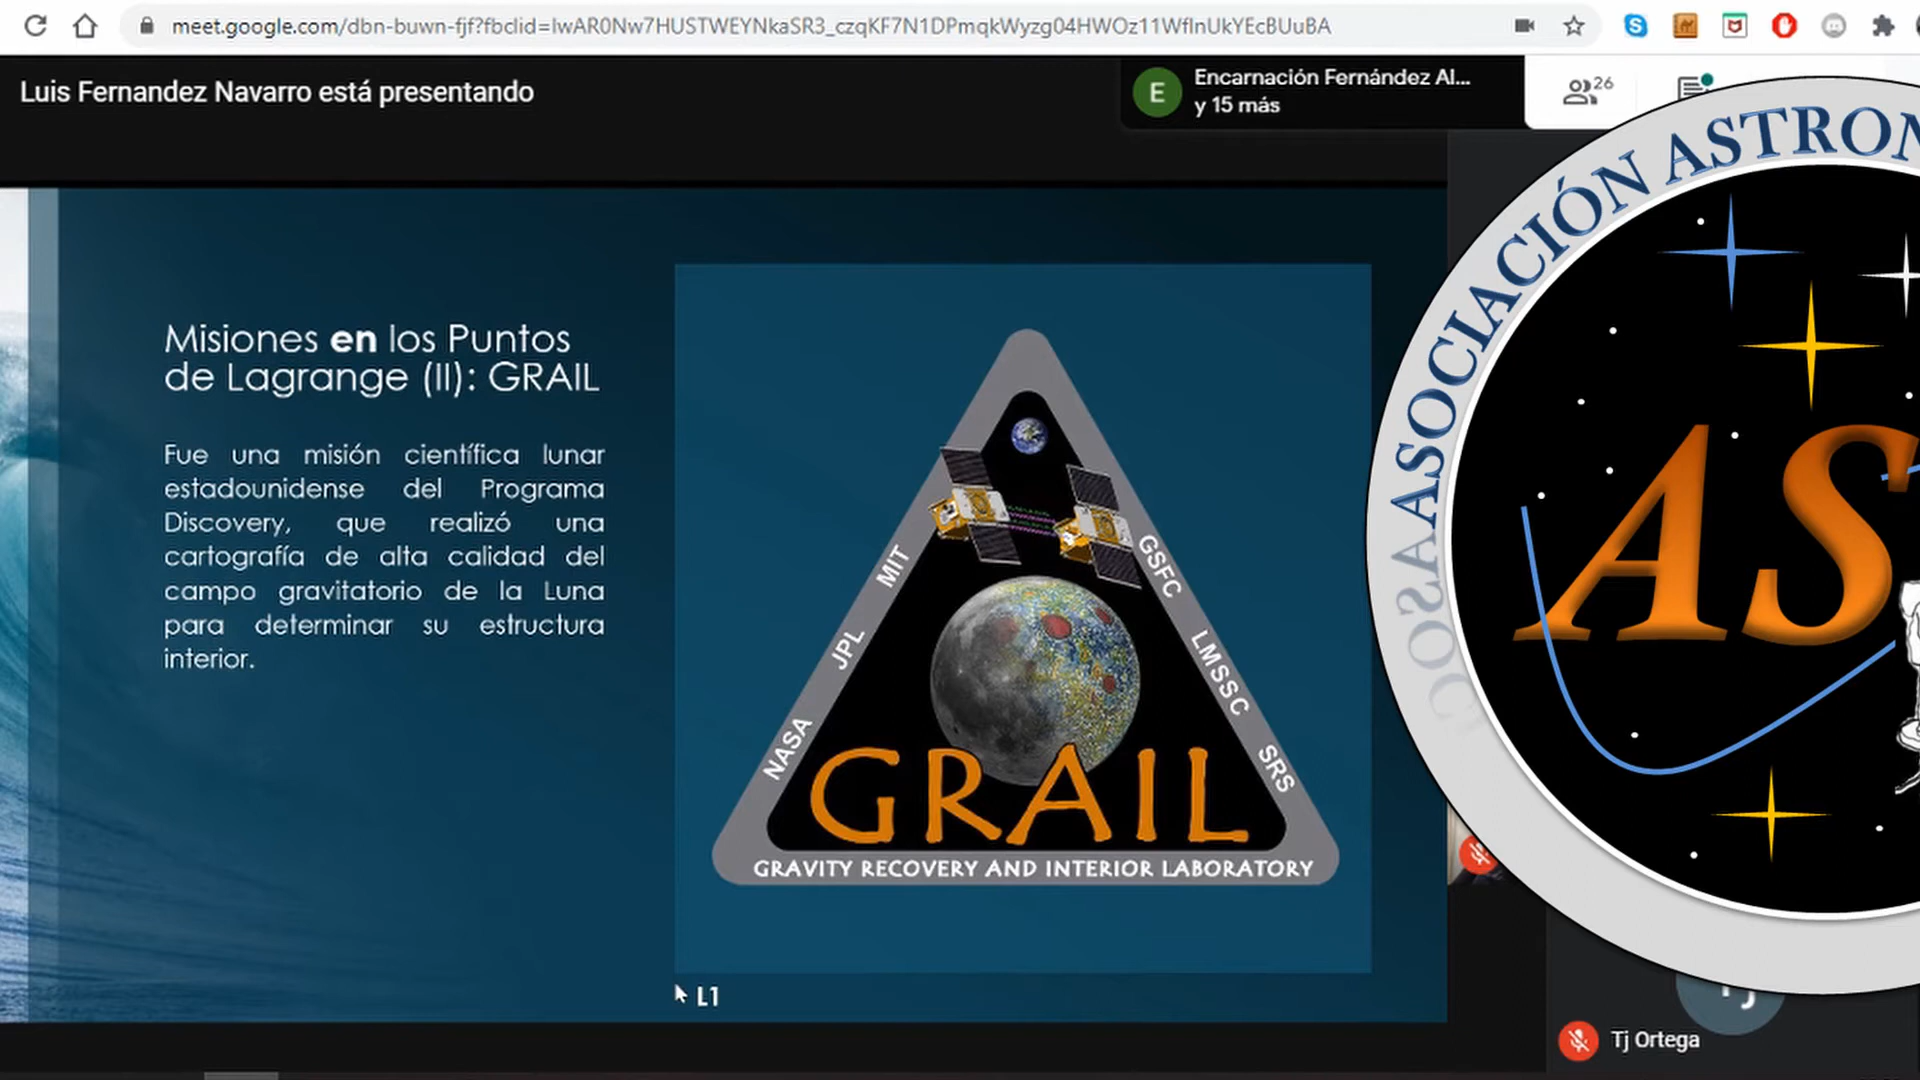 meet.google.com/dbn-buwn-fjf?fbclid=IwAR0Nw7HUSTWEYNkaSR3_czqKF7N1DPmqkWyzg04HWOz11WfInUkYEcBUuBA
Luis Fernandez Navarro está presentando
E
Encarnación Fernández Al...
y 15 más
26
Misiones en los Puntos
de Lagrange (II): GRAIL
Fue una misión científica lunar
estadounidense del Programa
Discovery, que realizó una
cartografía de alta calidad del
campo gravitatorio de la Luna
para determinar su estructura
interior.
NASA JPL MIT
GSFC LMSSC SRS
GRAIL
GRAVITY RECOVERY AND INTERIOR LABORATORY
L1
ASOCIACIÓN ASTRON
AS
Tj Ortega